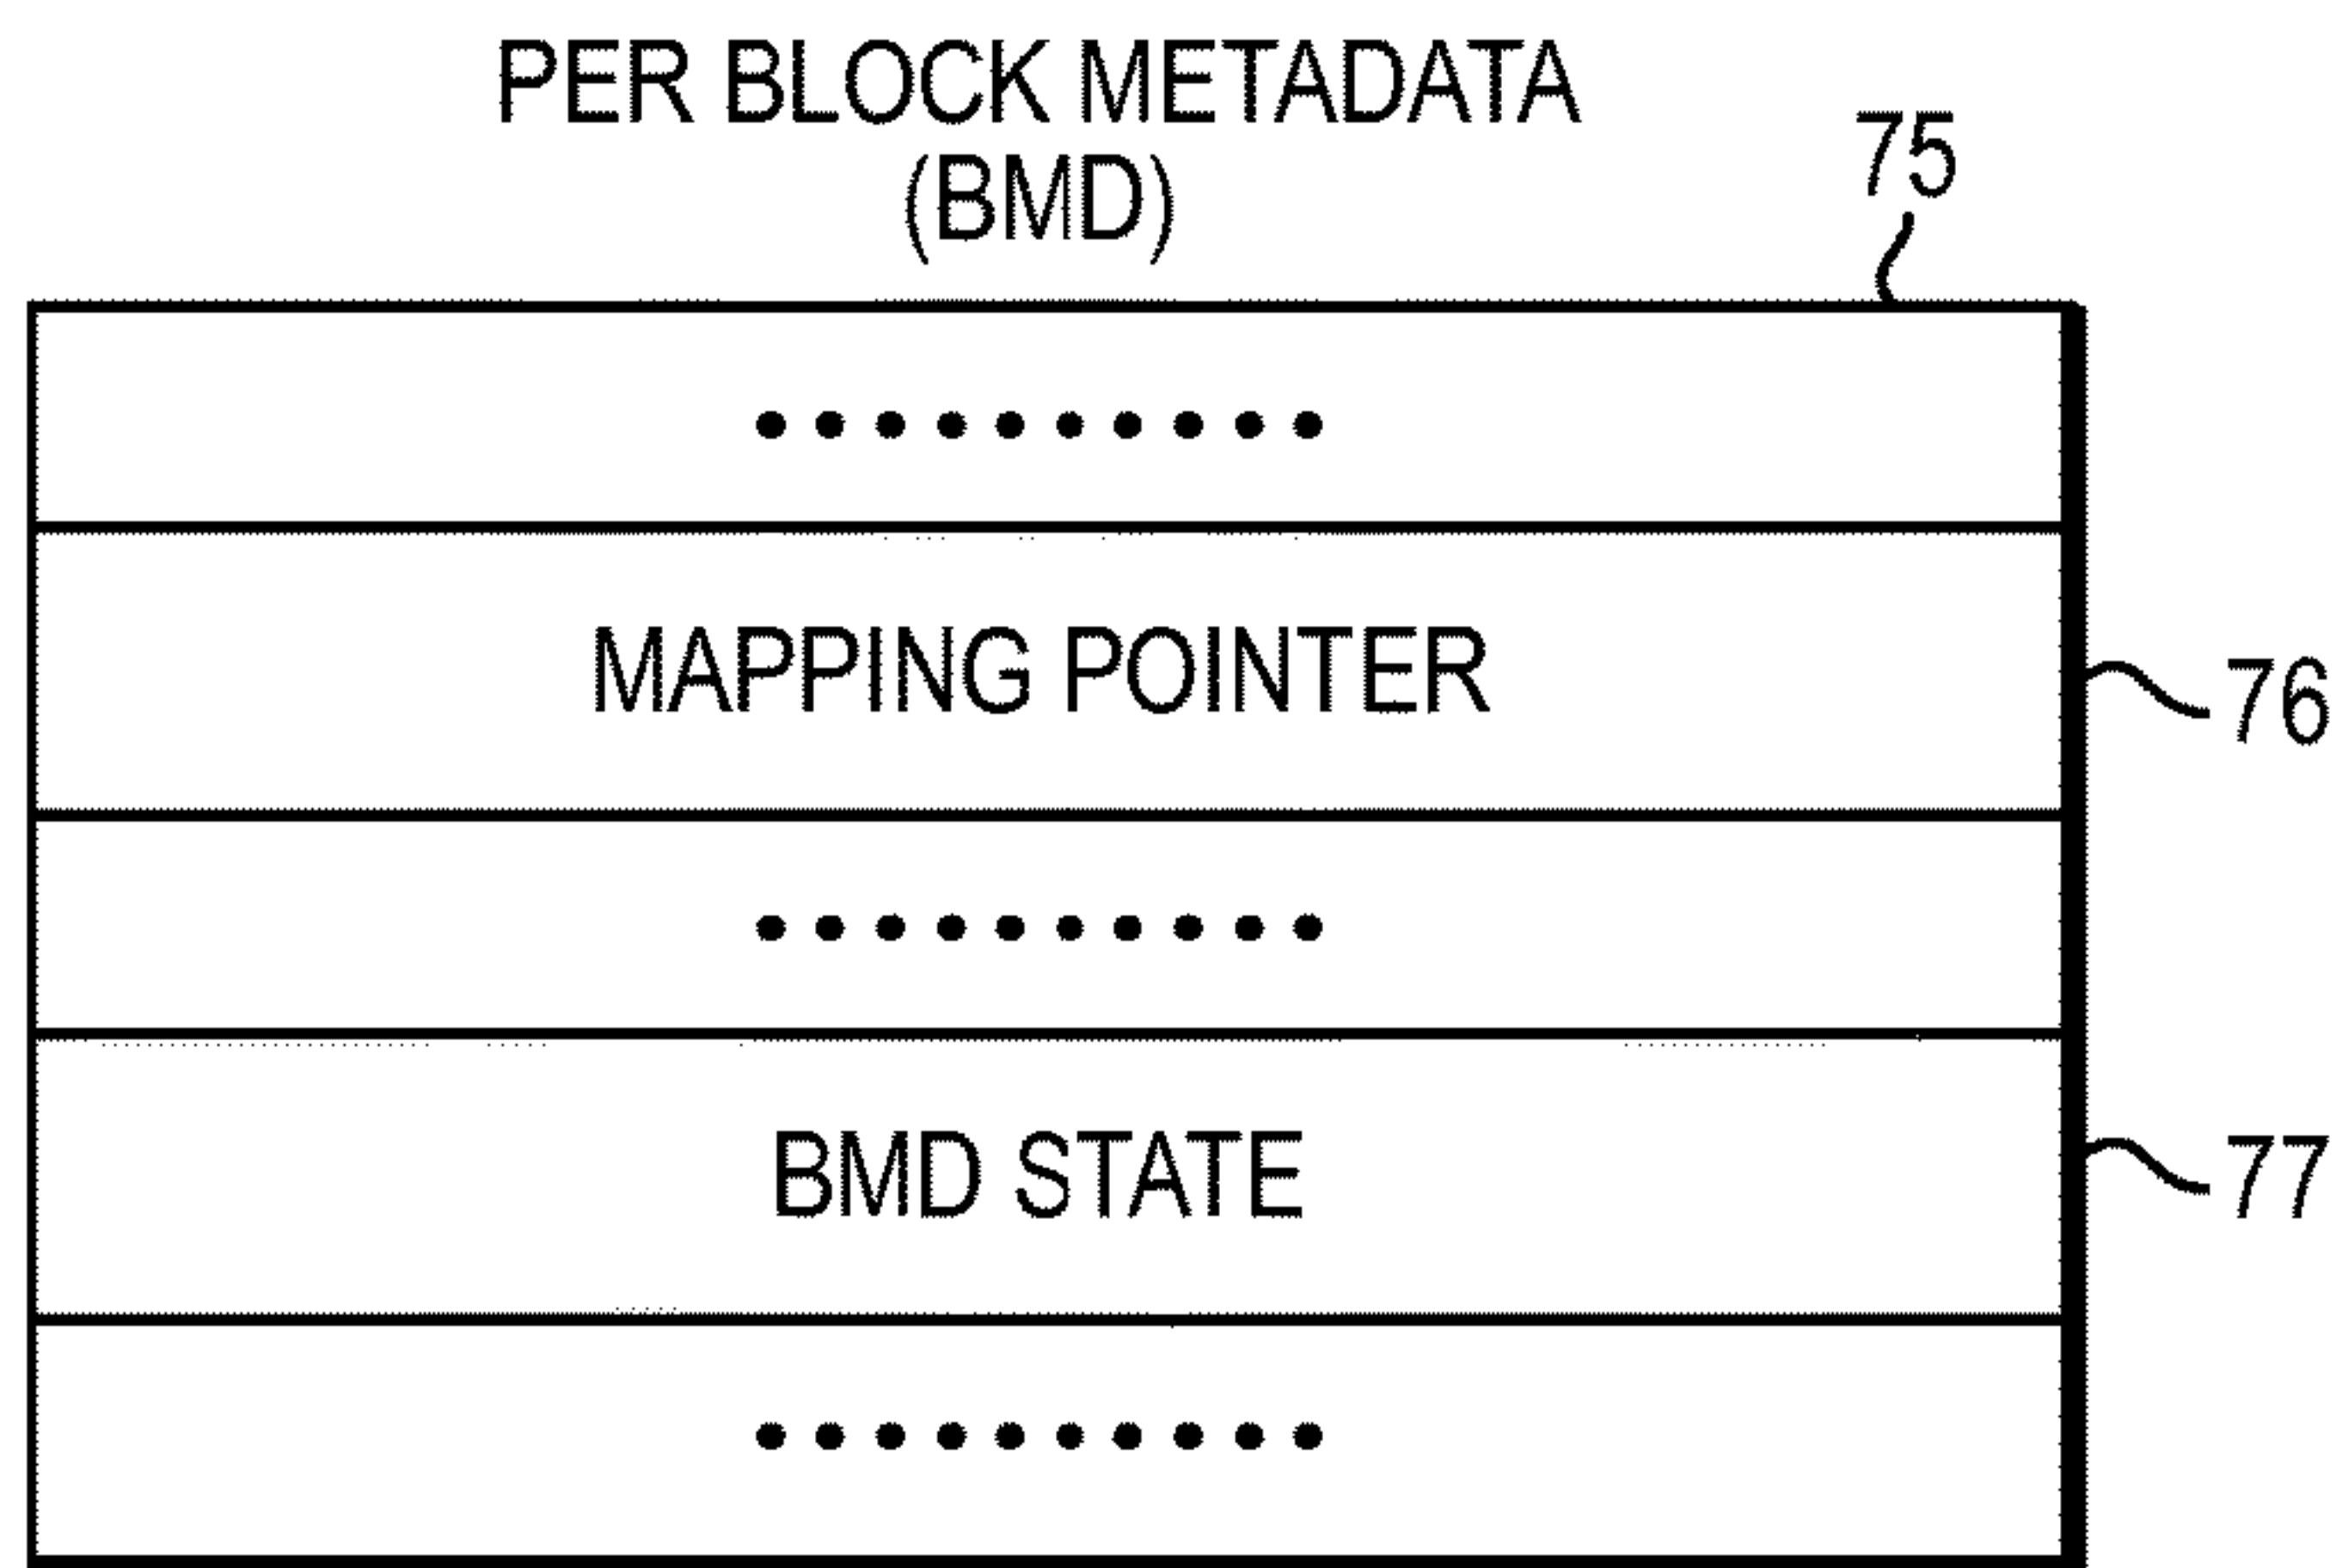 PER BLOCK METADATA
(BMD)
75
..........
MAPPING POINTER
76
..........
BMD STATE
77
..........